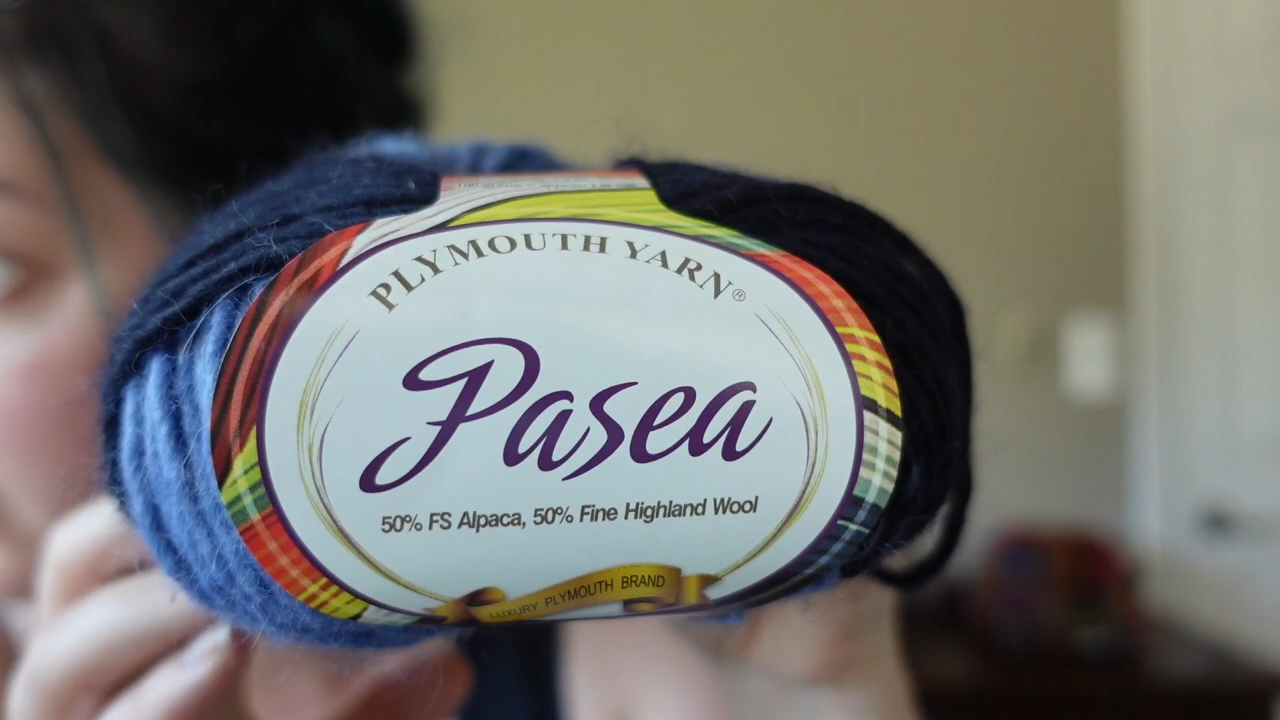 PLYMOUTH YARN®
Pasea
50% FS Alpaca, 50% Fine Highland Wool
LUXURY PLYMOUTH BRAND